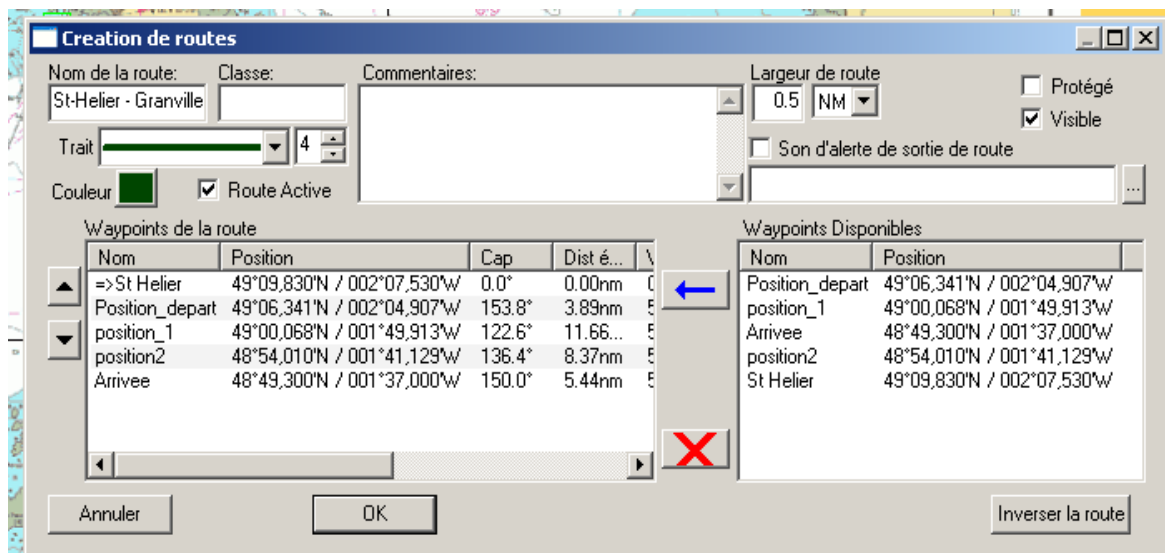 Creation de routes
Nom de la route: Classe: Commentaires: Largeur de route
St-Helier - Granville 0.5 NM Protégé
Visible
Trait 4 Son d'alerte de sortie de route
Couleur Route Active ...
Waypoints de la route Waypoints Disponibles
Nom Position Cap Dist é... Nom Position
=>St Helier 49°09,830'N / 002°07,530'W 0.0° 0.00nm Position_depart 49°06,341'N / 002°04,907'W
Position_depart 49°06,341'N / 002°04,907'W 153.8° 3.89nm 5 position_1 49°00,068'N / 001°49,913'W
position_1 49°00,068'N / 001°49,913'W 122.6° 11.66... 5 Arrivee 48°49,300'N / 001°37,000'W
position2 48°54,010'N / 001°41,129'W 136.4° 8.37nm 5 position2 48°54,010'N / 001°41,129'W
Arrivee 48°49,300'N / 001°37,000'W 150.0° 5.44nm 5 St Helier 49°09,830'N / 002°07,530'W
Annuler OK Inverser la route